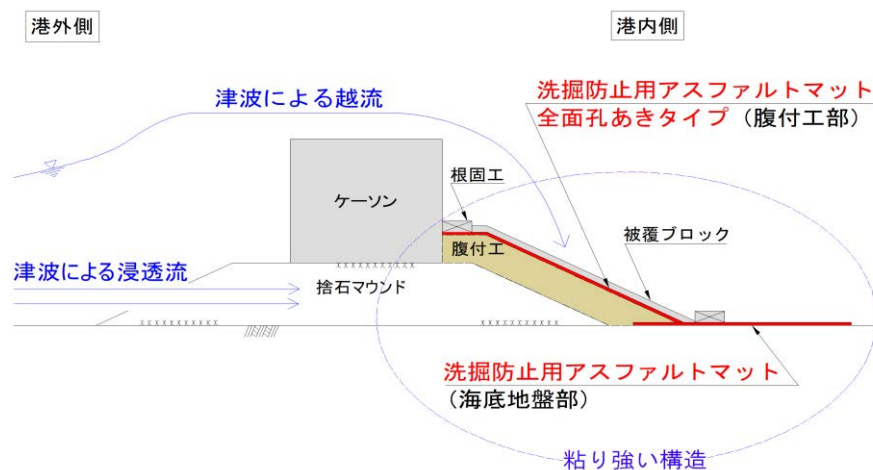 港外側
港内側
津波による越流
洗掘防止用アスファルトマット
全面孔あきタイプ（腹付工部）
根固工
ケーソン
腹付工
被覆ブロック
津波による浸透流
捨石マウンド
洗掘防止用アスファルトマット
（海底地盤部）
粘り強い構造